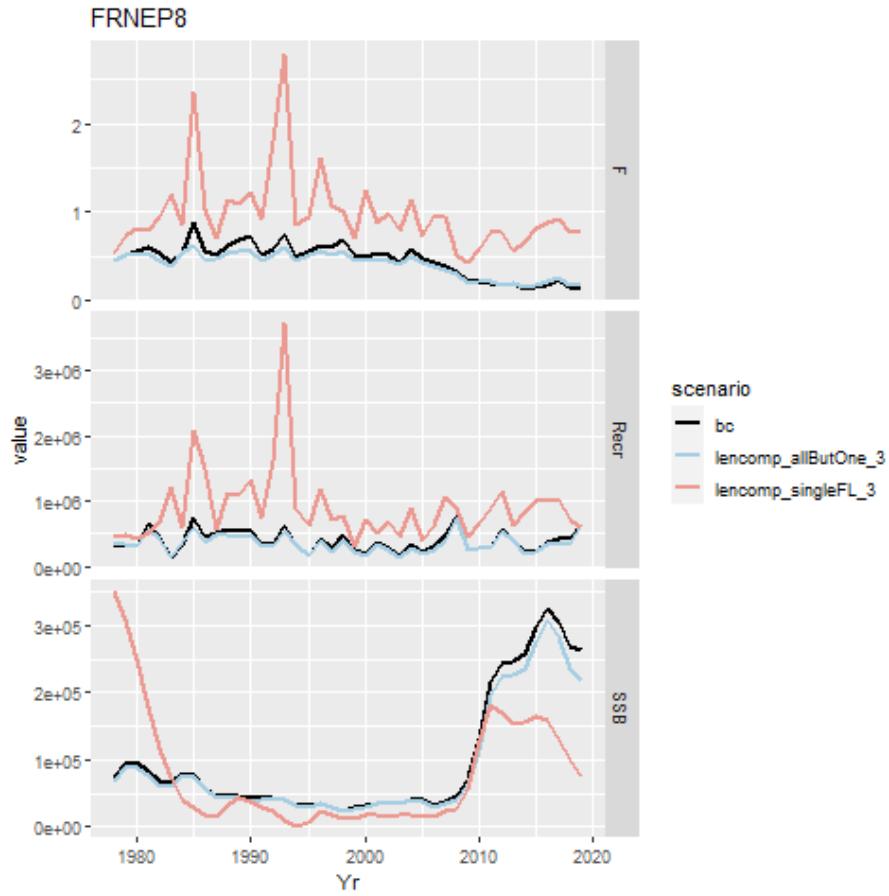 FRNEP8
2
1
0
F
3e+06
2e+06
1e+06
0e+00
Recr
value
3e+05
2e+05
1e+05
0e+00
SSB
1980 1990 2000 2010 2020
Yr
scenario
bc
lencomp_allButOne_3
lencomp_singleFL_3